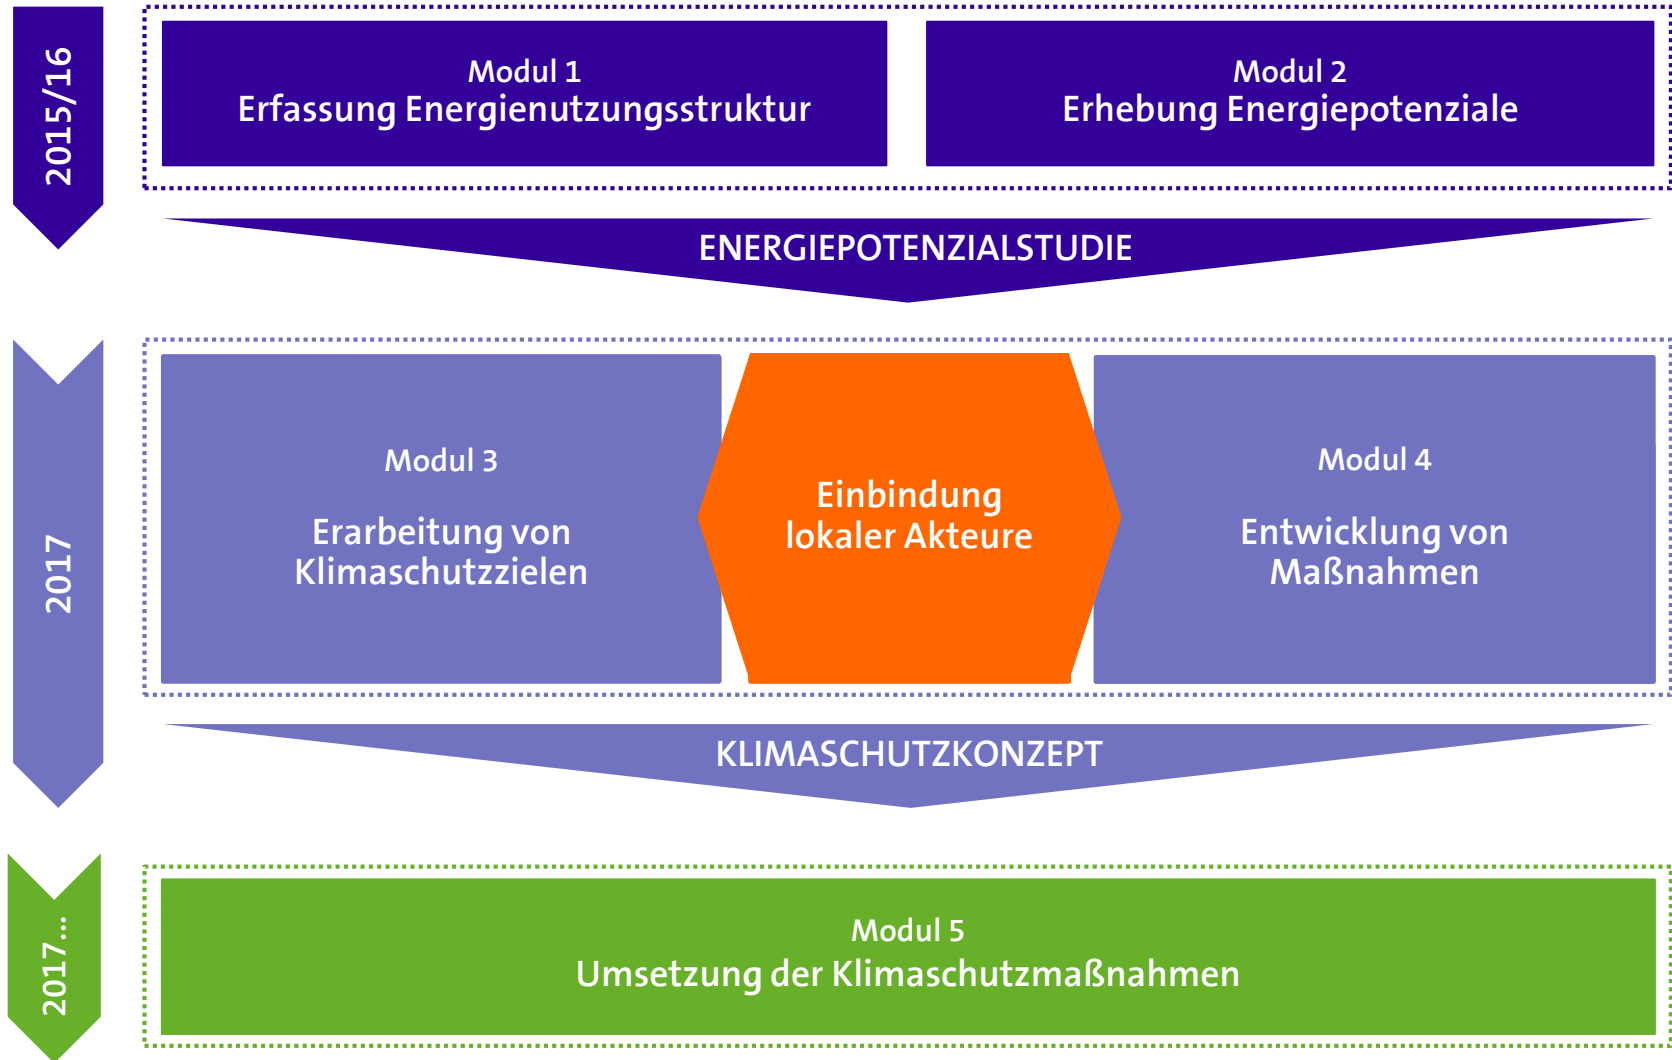 2015/16
Modul 1
Erfassung Energienutzungsstruktur
Modul 2
Erhebung Energiepotenziale
ENERGIEPOTENZIALSTUDIE
2017
Modul 3
Erarbeitung von
Klimaschutzzielen
Einbindung
lokaler Akteure
Modul 4
Entwicklung von
Maßnahmen
KLIMASCHUTZKONZEPT
2017...
Modul 5
Umsetzung der Klimaschutzmaßnahmen